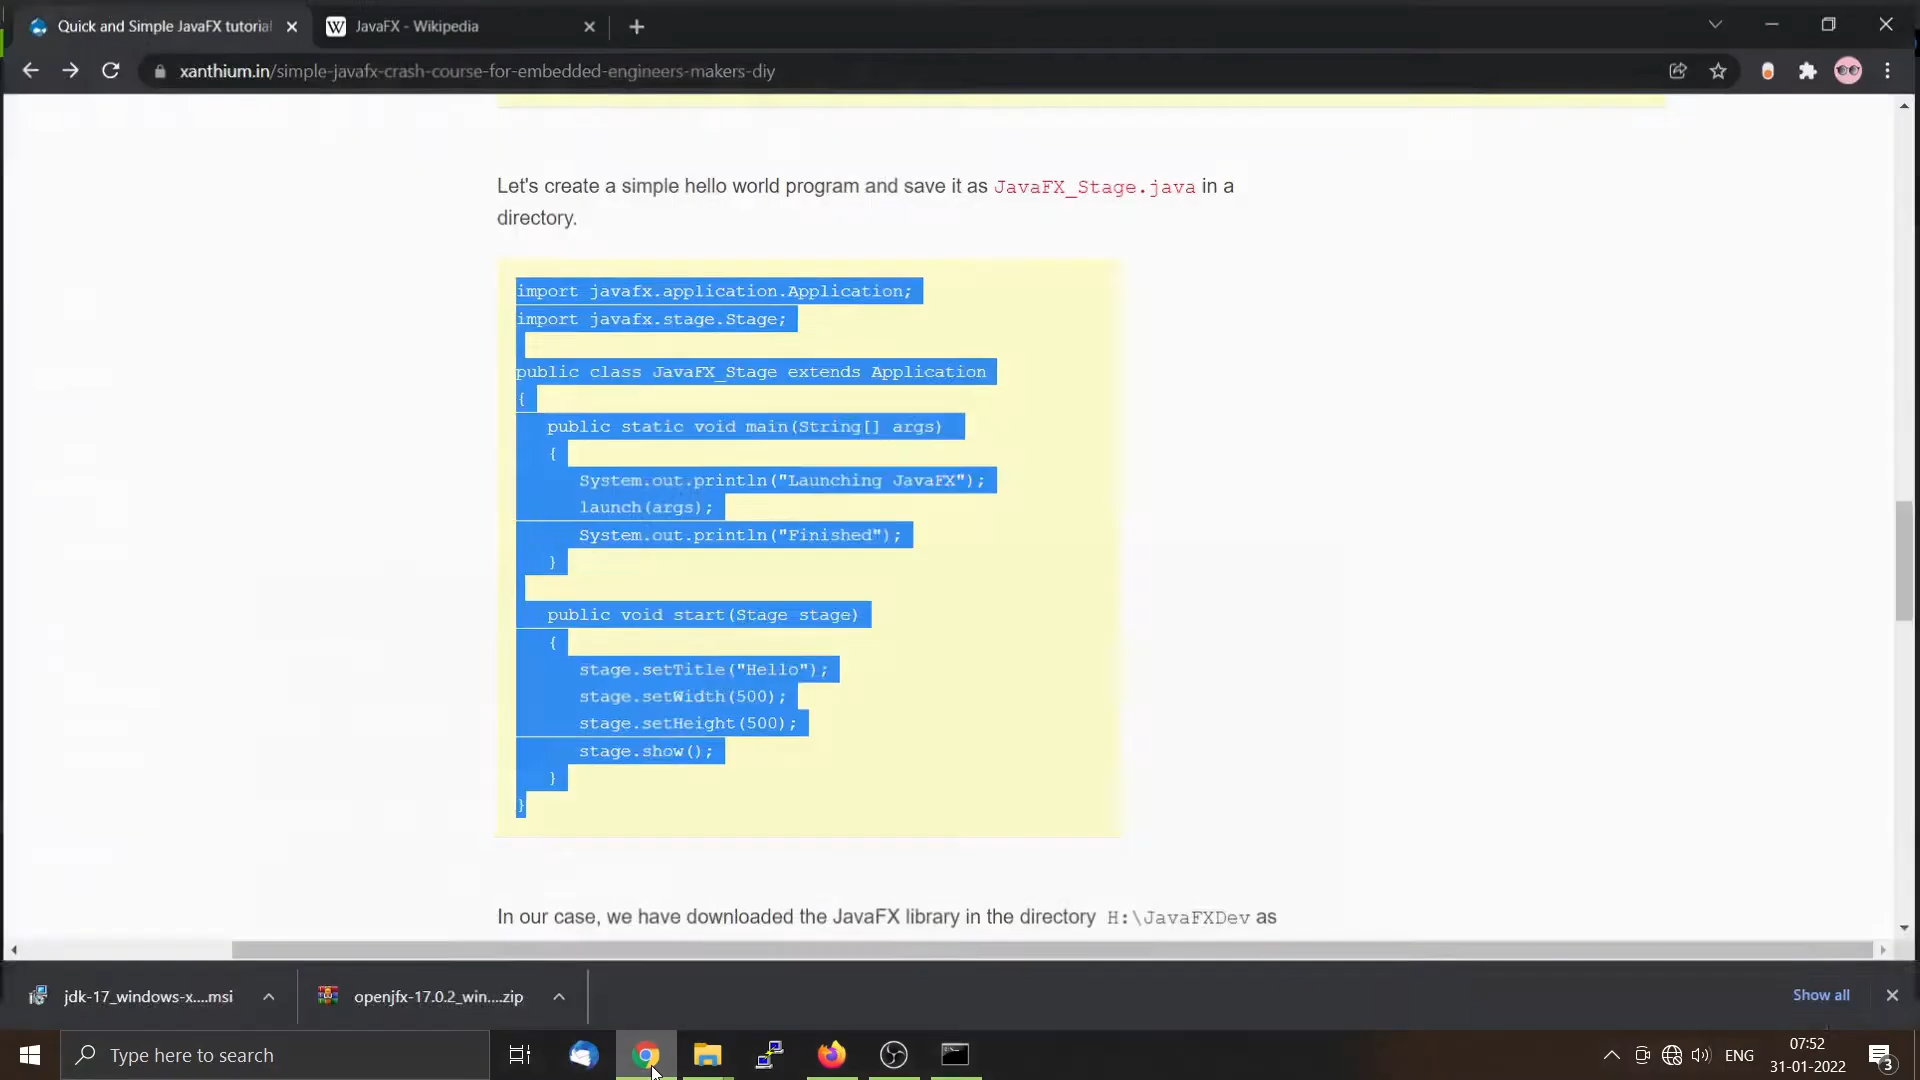 Quick and Simple JavaFX tutorial
JavaFX - Wikipedia
xanthium.in/simple-javafx-crash-course-for-embedded-engineers-makers-diy
Let's create a simple hello world program and save it as JavaFX_Stage.java in a
directory.
import javafx.application.Application;
import javafx.stage.Stage;
public class JavaFX_Stage extends Application
{
public static void main(String[] args)
{
System.out.println("Launching JavaFX");
launch(args);
System.out.println("Finished");
}
public void start(Stage stage)
{
stage.setTitle("Hello");
stage.setWidth(500);
stage.setHeight(500);
stage.show();
}
}
In our case, we have downloaded the JavaFX library in the directory H:\JavaFXDev as
jdk-17_windows-x....msi
openjfx-17.0.2_win....zip
Show all
Type here to search
ENG
07:52
31-01-2022
3